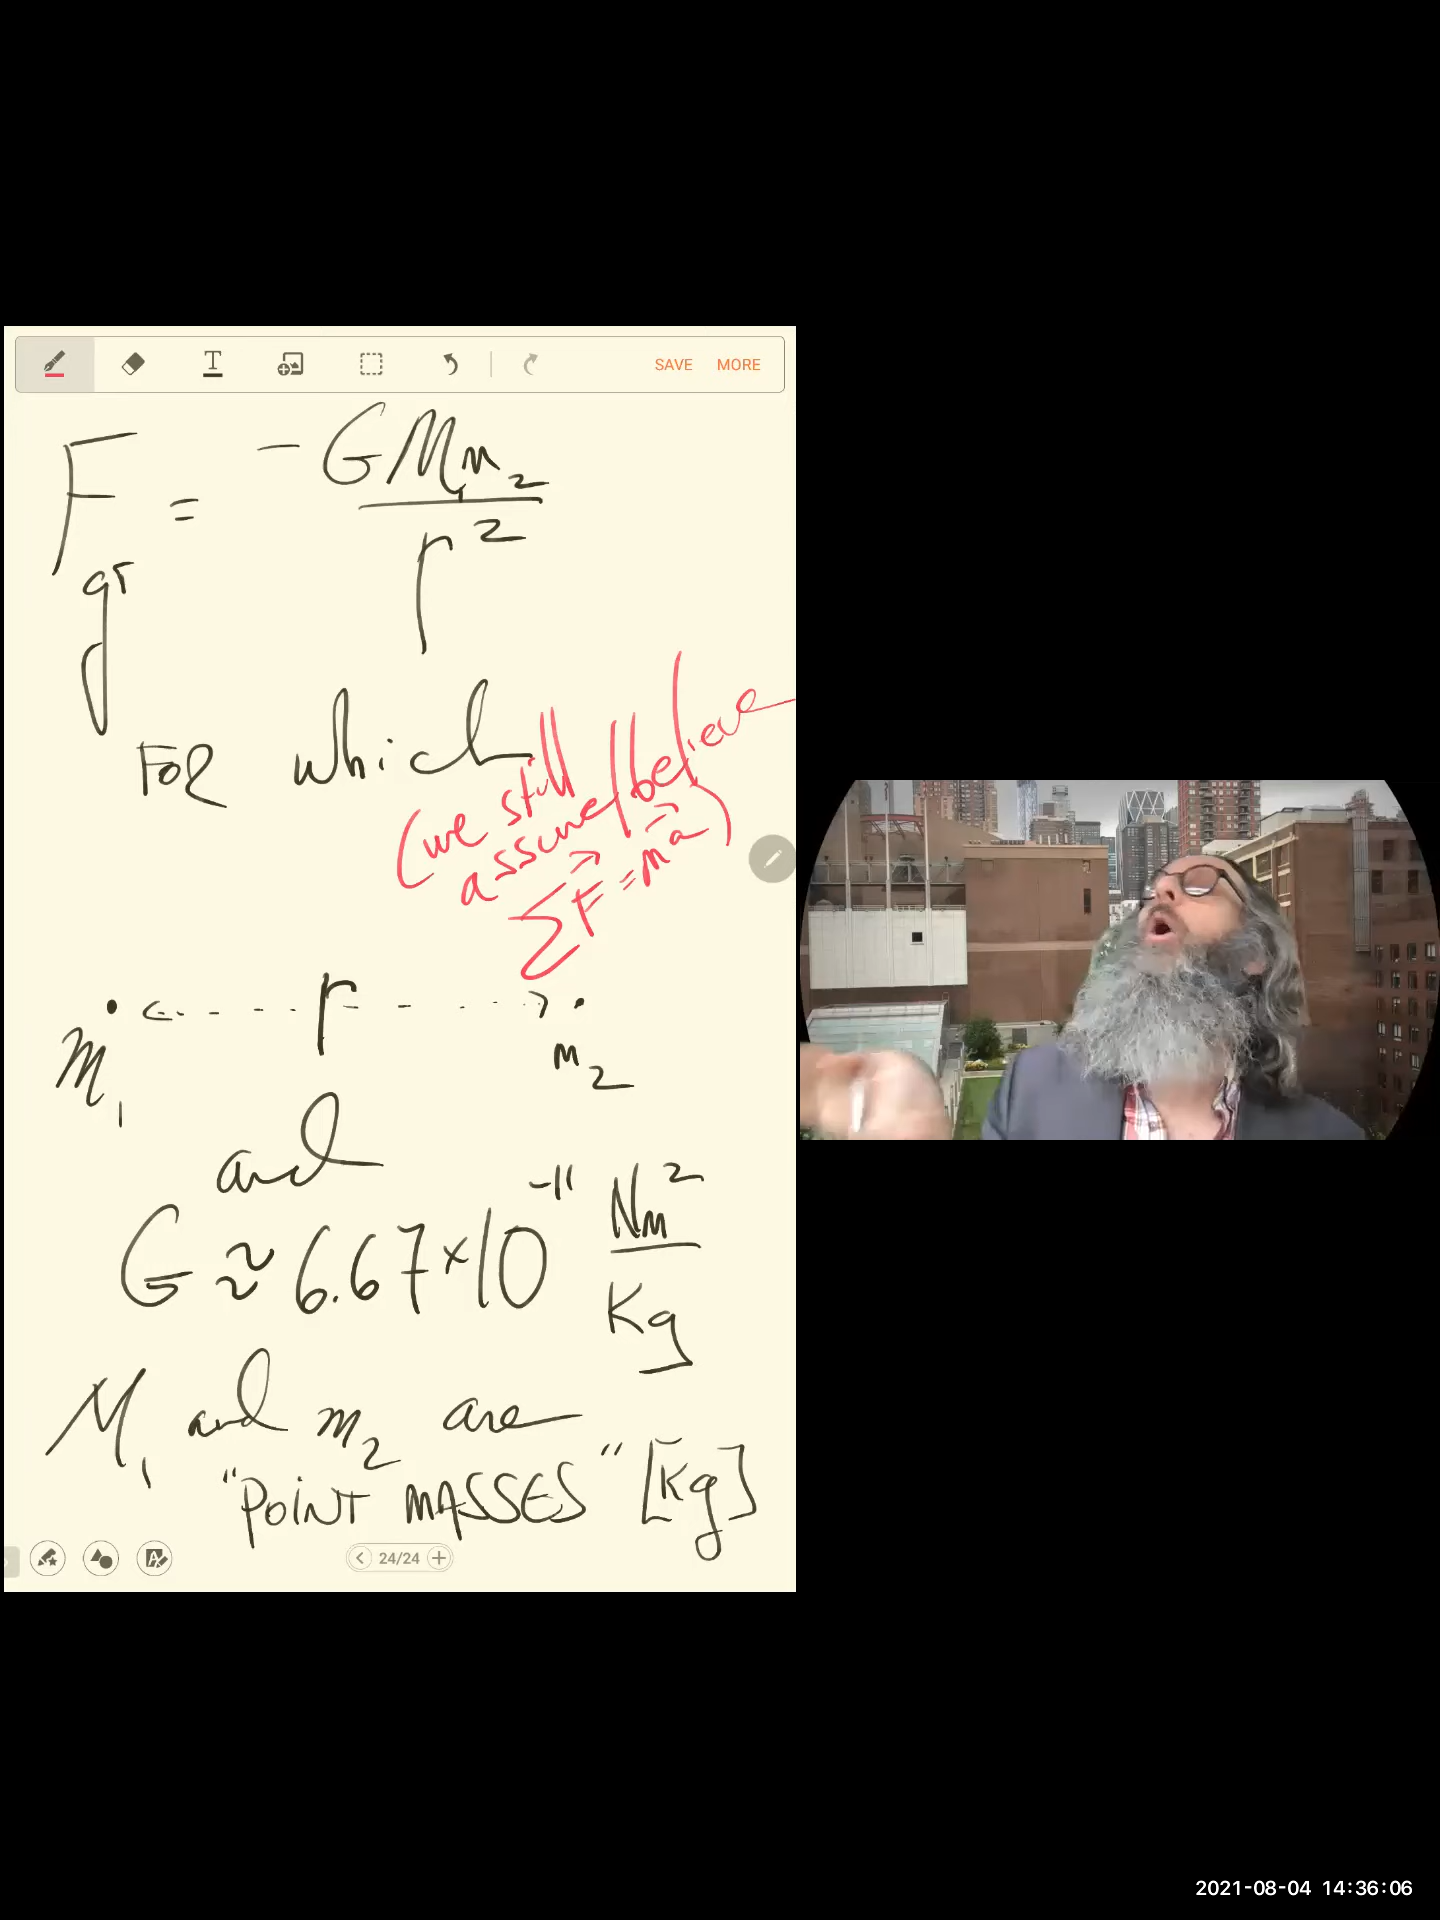 T SAVE MORE
F_gr = -GM₁m₂ / r²
FOR which
(we still
assume/believe
ΣF⃗ = ma⃗)
r
M₁ m₂
and
G ≈ 6.67×10⁻¹¹ Nm² / Kg
M₁ and m₂ are
"POINT MASSES" [Kg]
24/24
2021-08-04 14:36:06